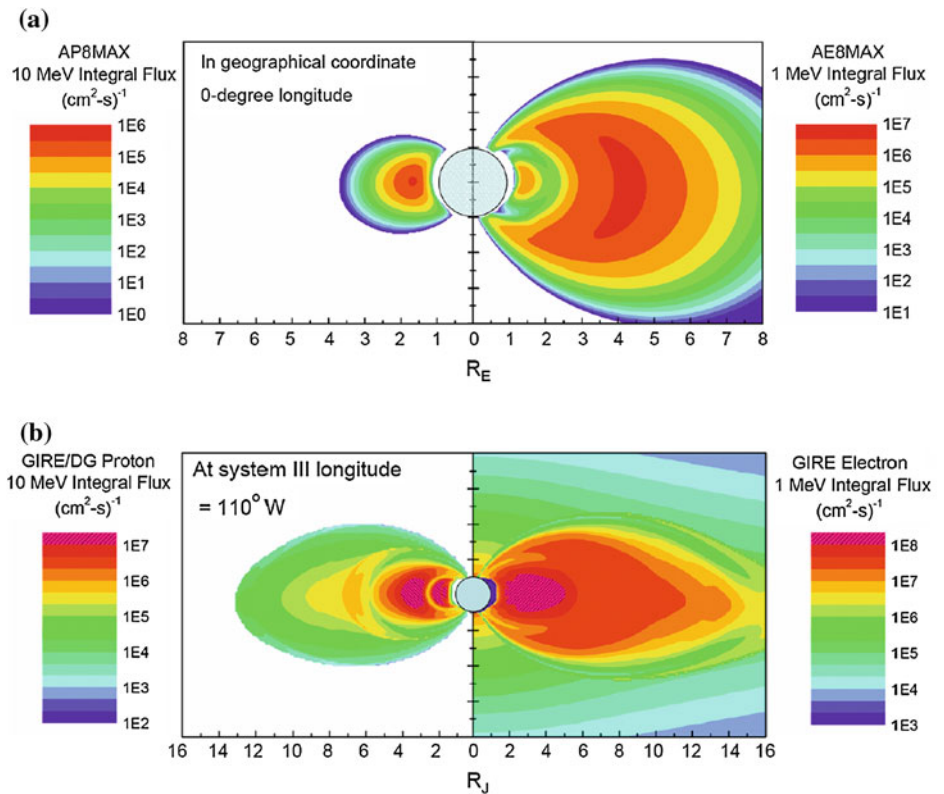 (a)
AP8MAX
10 MeV Integral Flux
(cm²-s)⁻¹
1E6
1E5
1E4
1E3
1E2
1E1
1E0
In geographical coordinate
0-degree longitude
AE8MAX
1 MeV Integral Flux
(cm²-s)⁻¹
1E7
1E6
1E5
1E4
1E3
1E2
1E1
8 7 6 5 4 3 2 1 0 1 2 3 4 5 6 7 8
R_E
(b)
GIRE/DG Proton
10 MeV Integral Flux
(cm²-s)⁻¹
1E7
1E6
1E5
1E4
1E3
1E2
At system III longitude
= 110° W
GIRE Electron
1 MeV Integral Flux
(cm²-s)⁻¹
1E8
1E7
1E6
1E5
1E4
1E3
16 14 12 10 8 6 4 2 0 2 4 6 8 10 12 14 16
R_J